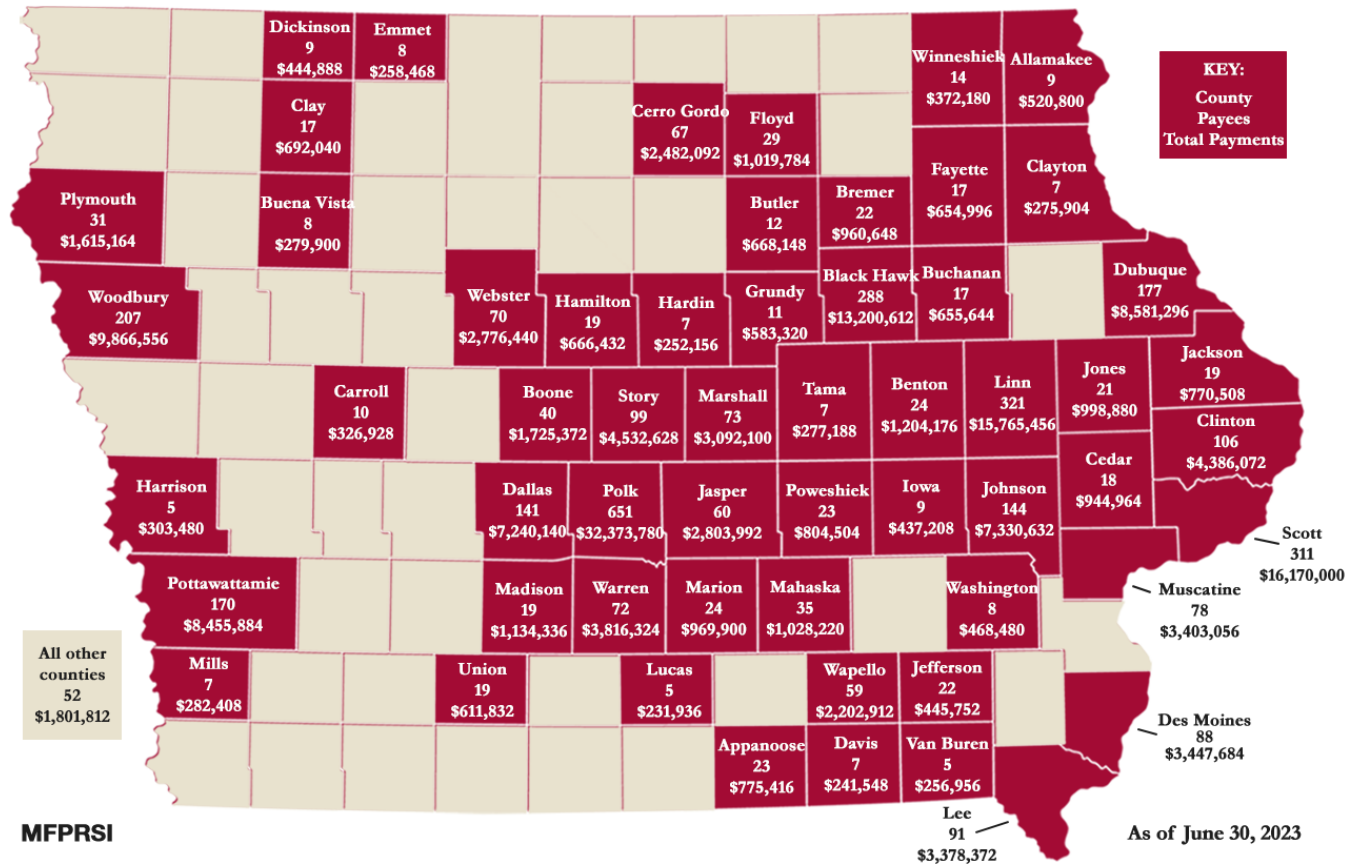 Dickinson
9
$444,888
Emmet
8
$258,468
Winneshiek
14
$372,180
Allamakee
9
$520,800
KEY:
County
Payees
Total Payments
Clay
17
$692,040
Cerro Gordo
67
$2,482,092
Floyd
29
$1,019,784
Fayette
17
$654,996
Clayton
7
$275,904
Plymouth
31
$1,615,164
Buena Vista
8
$279,900
Butler
12
$668,148
Bremer
22
$960,648
Woodbury
207
$9,866,556
Webster
70
$2,776,440
Hamilton
19
$666,432
Hardin
7
$252,156
Grundy
11
$583,320
Black Hawk
288
$13,200,612
Buchanan
17
$655,644
Dubuque
177
$8,581,296
Carroll
10
$326,928
Boone
40
$1,725,372
Story
99
$4,532,628
Marshall
73
$3,092,100
Tama
7
$277,188
Benton
24
$1,204,176
Linn
321
$15,765,456
Jones
21
$998,880
Jackson
19
$770,508
Clinton
106
$4,386,072
Harrison
5
$303,480
Dallas
141
$7,240,140
Polk
651
$32,373,780
Jasper
60
$2,803,992
Poweshiek
23
$804,504
Iowa
9
$437,208
Johnson
144
$7,330,632
Cedar
18
$944,964
Scott
311
$16,170,000
Pottawattamie
170
$8,455,884
Madison
19
$1,134,336
Warren
72
$3,816,324
Marion
24
$969,900
Mahaska
35
$1,028,220
Washington
8
$468,480
Muscatine
78
$3,403,056
All other
counties
52
$1,801,812
Mills
7
$282,408
Union
19
$611,832
Lucas
5
$231,936
Wapello
59
$2,202,912
Jefferson
22
$445,752
Des Moines
88
$3,447,684
Appanoose
23
$775,416
Davis
7
$241,548
Van Buren
5
$256,956
Lee
91
$3,378,372
MFPRSI
As of June 30, 2023